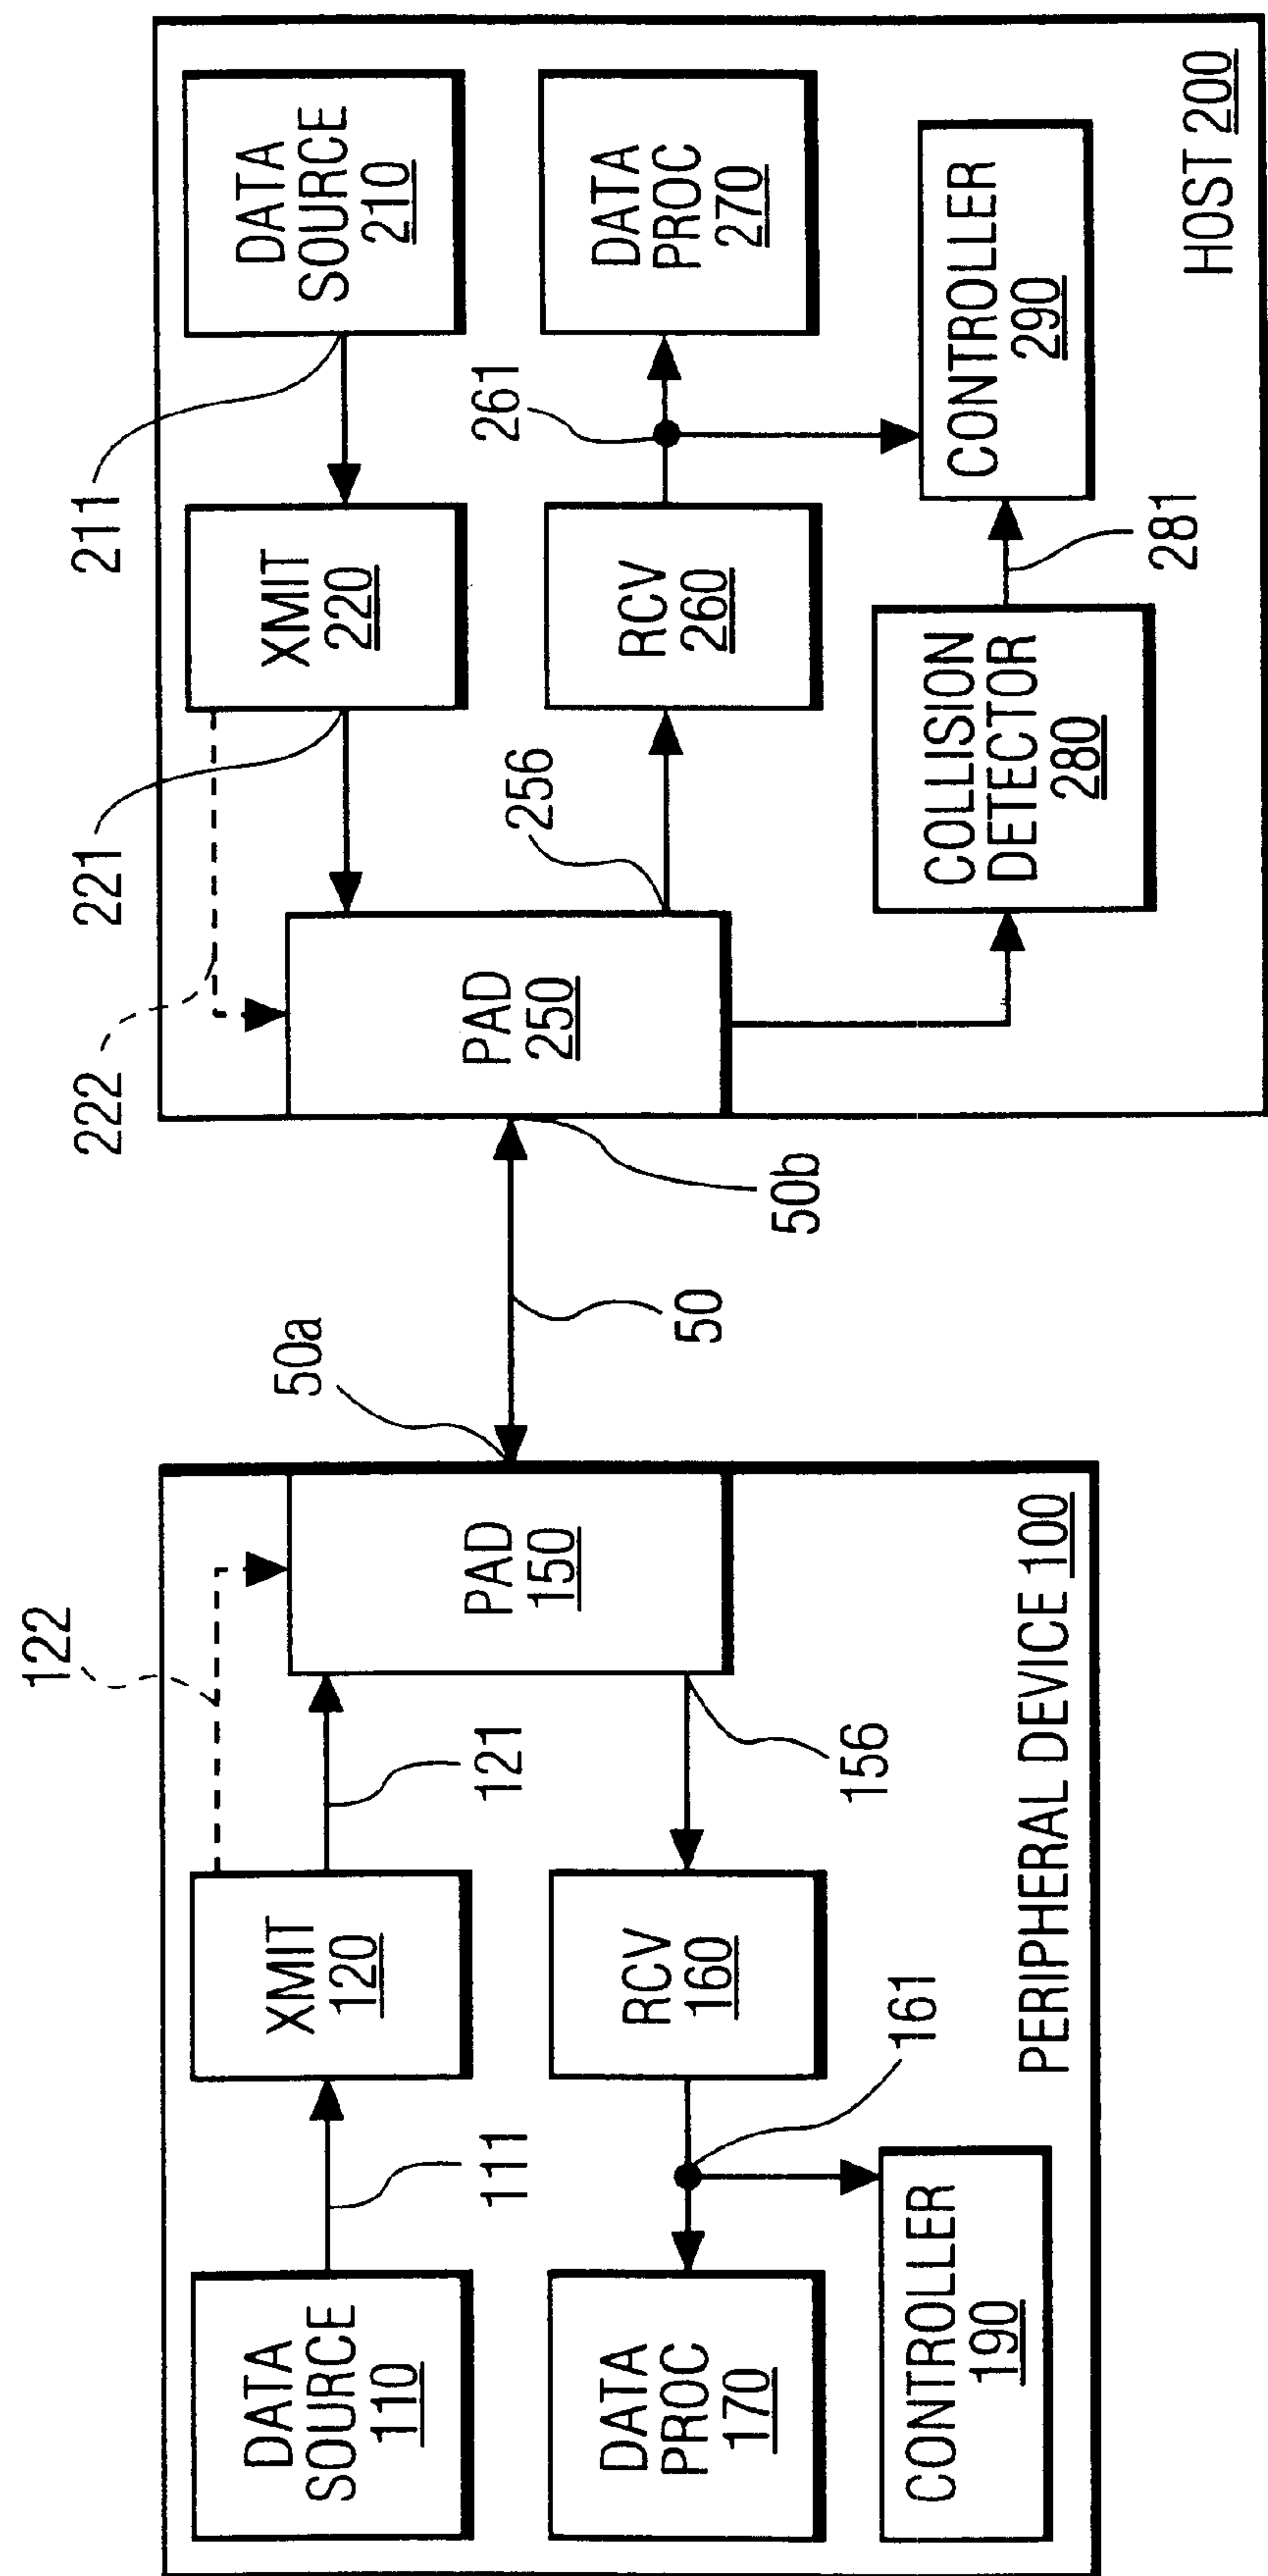 122
50a
222
221
211
DATA
SOURCE
110
111
XMIT
120
121
PAD
150
156
DATA
PROC
170
161
RCV
160
CONTROLLER
190
PERIPHERAL DEVICE 100
50
50b
PAD
250
256
XMIT
220
DATA
SOURCE
210
RCV
260
261
DATA
PROC
270
COLLISION
DETECTOR
280
281
CONTROLLER
290
HOST 200